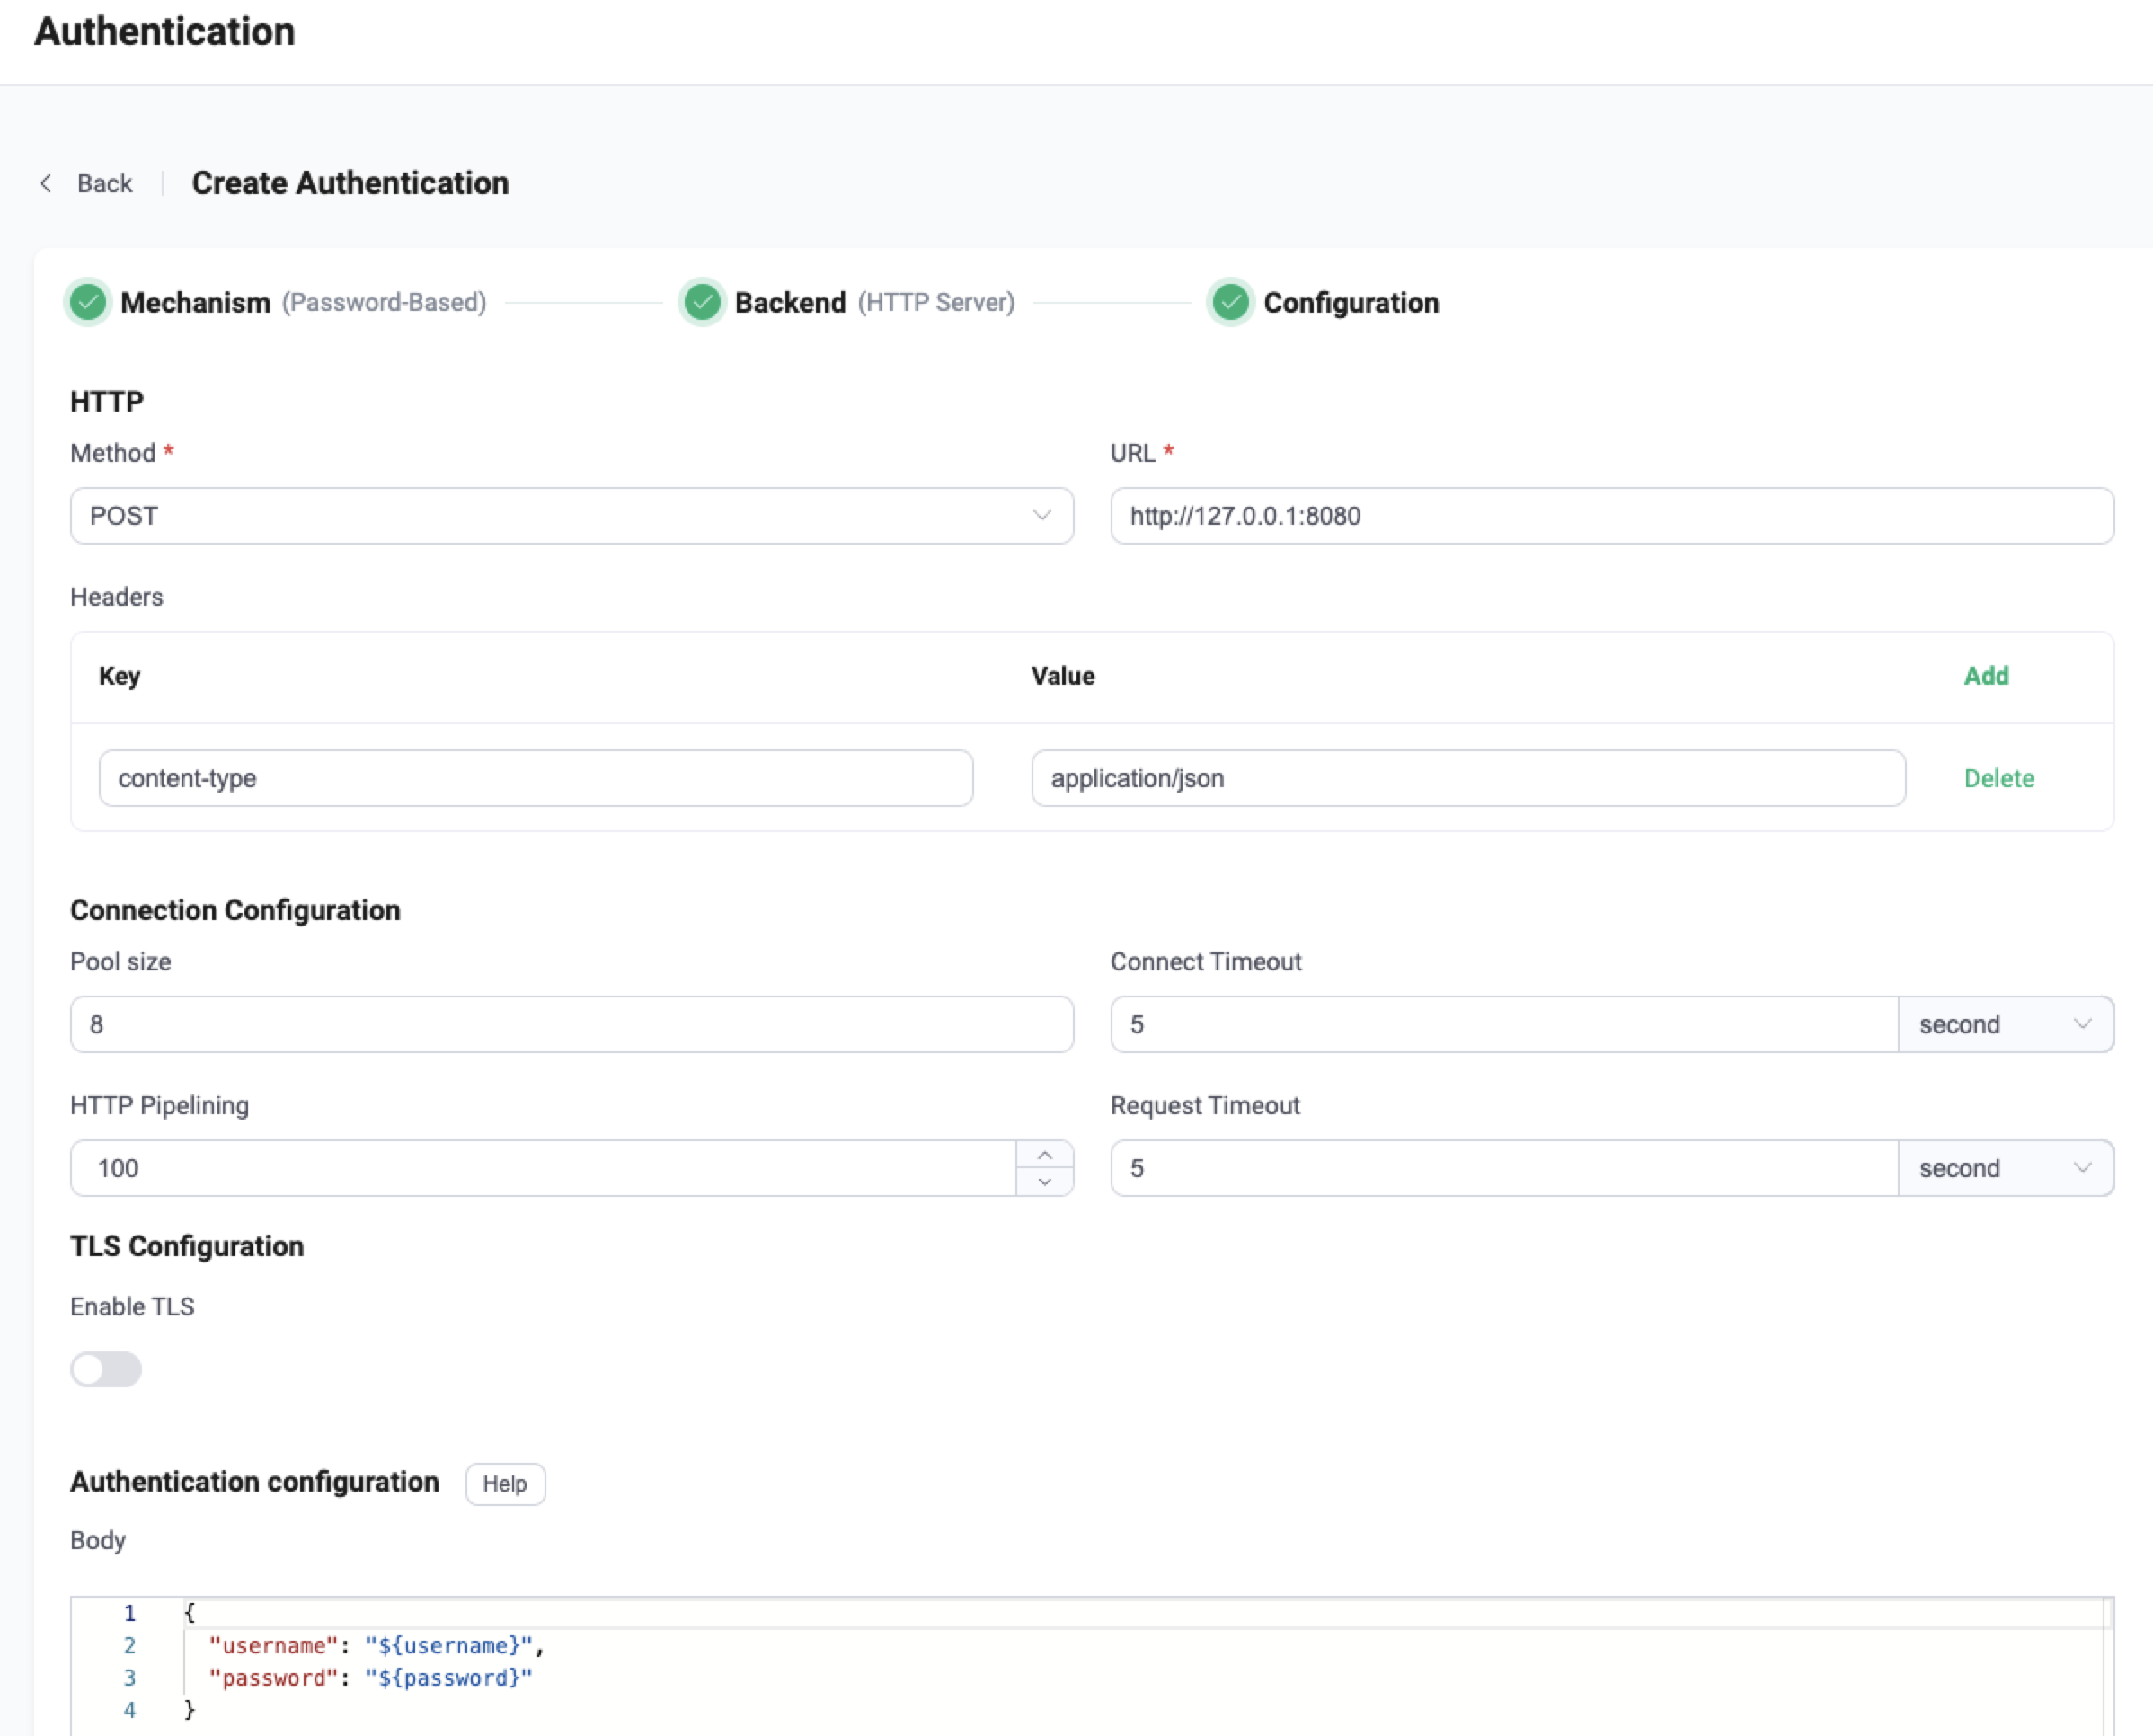 Authentication
Back Create Authentication
Mechanism (Password-Based) Backend (HTTP Server) Configuration
HTTP
Method * URL *
POST http://127.0.0.1:8080
Headers
Key Value Add
content-type application/json Delete
Connection Configuration
Pool size Connect Timeout
8 5 second
HTTP Pipelining Request Timeout
100 5 second
TLS Configuration
Enable TLS
Authentication configuration Help
Body
1 {
2 "username": "${username}",
3 "password": "${password}"
4 }